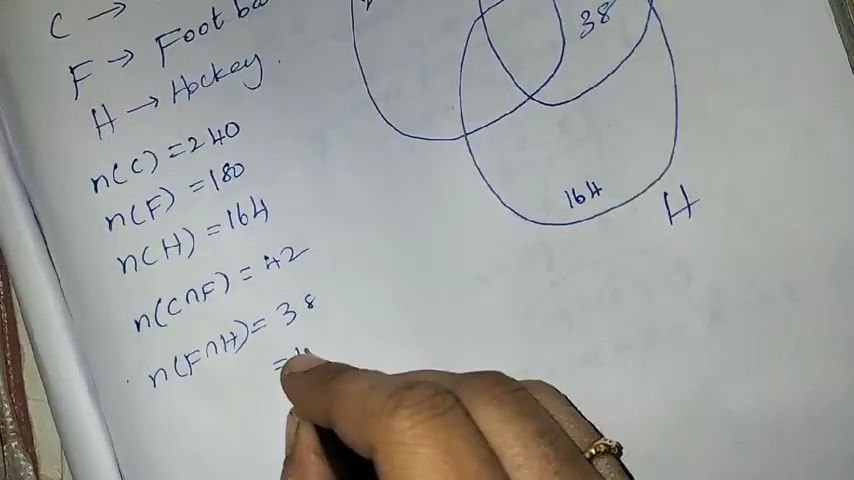 C →
F → Foot ba
H → Hockey
n(C) = 240
n(F) = 180
n(H) = 164
n(C∩F) = 42
n(F∩H) = 38
=
38
164
H